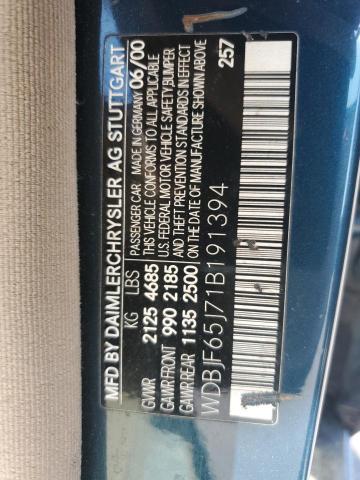 MFD BY DAIMLERCHRYSLER AG STUTTGART
KG LBS PASSENGER CAR MADE IN 06/00
GVWR 2125 4685 THIS VEHICLE CONFORMS TO ALL APPLICABLE
GAWR FRONT 990 2185 U.S. FEDERAL MOTOR VEHICLE SAFETY, BUMPER
GAWR REAR 1135 2500 AND THEFT PREVENTION STANDARDS IN EFFECT
ON THE DATE OF MANUFACTURE SHOWN ABOVE
WDBJF65J71B191394 257